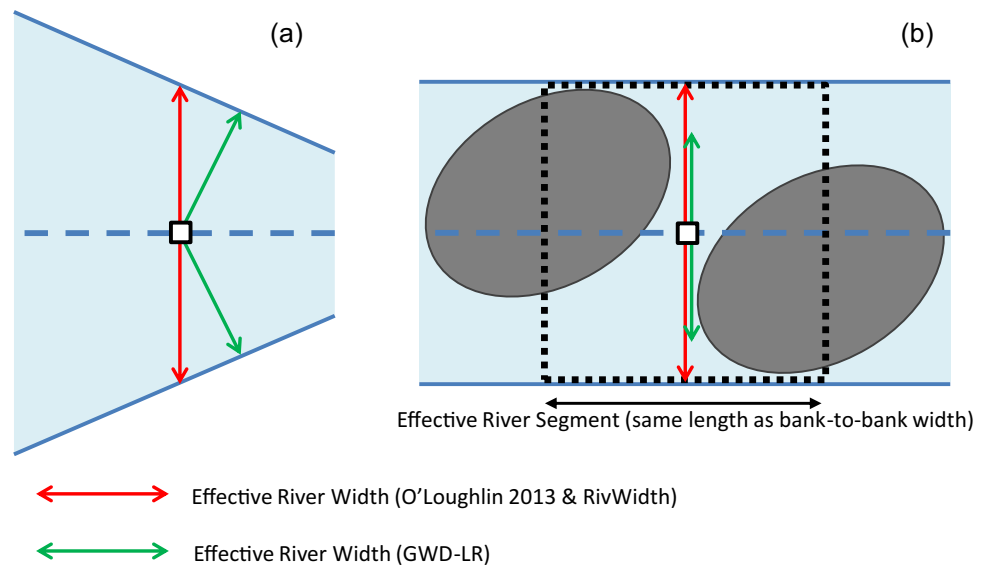 (a)
(b)
Effective River Segment (same length as bank-to-bank width)
Effective River Width (O'Loughlin 2013 & RivWidth)
Effective River Width (GWD-LR)